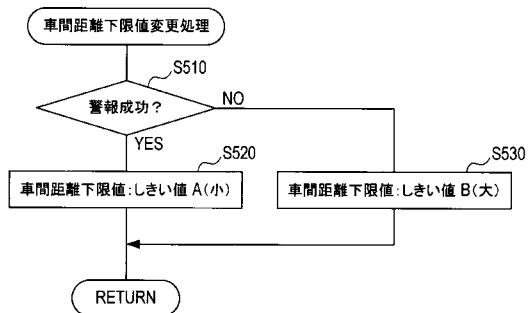 車間距離下限値変更処理
S510
警報成功？
NO
YES
S520
車間距離下限値：しきい値 A（小）
S530
車間距離下限値：しきい値 B（大）
RETURN